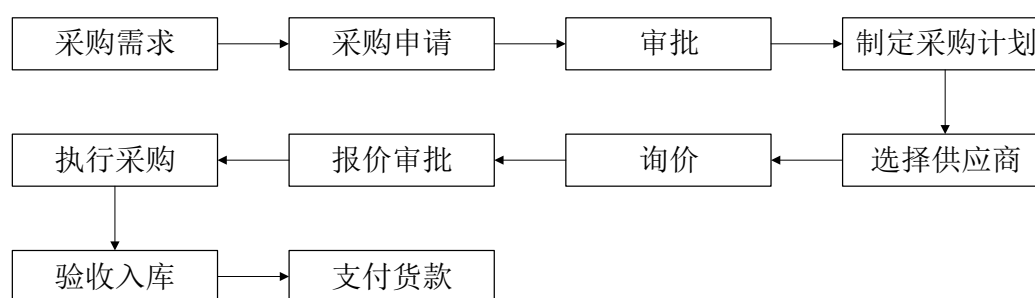 采购需求
采购申请
审批
制定采购计划
选择供应商
询价
报价审批
执行采购
验收入库
支付货款